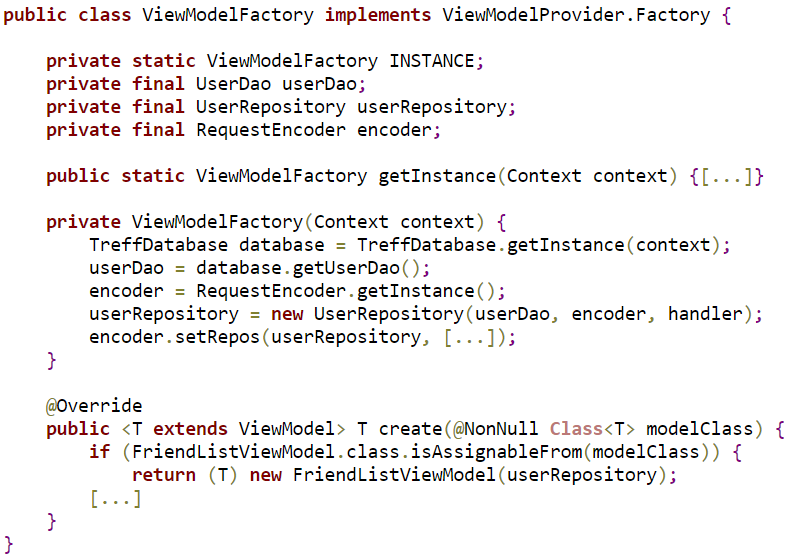 public class ViewModelFactory implements ViewModelProvider.Factory {
private static ViewModelFactory INSTANCE;
private final UserDao userDao;
private final UserRepository userRepository;
private final RequestEncoder encoder;
public static ViewModelFactory getInstance(Context context) {[...]}
private ViewModelFactory(Context context) {
TreffDatabase database = TreffDatabase.getInstance(context);
userDao = database.getUserDao();
encoder = RequestEncoder.getInstance();
userRepository = new UserRepository(userDao, encoder, handler);
encoder.setRepos(userRepository, [...]);
}
@Override
public <T extends ViewModel> T create(@NonNull Class<T> modelClass) {
if (FriendListViewModel.class.isAssignableFrom(modelClass)) {
return (T) new FriendListViewModel(userRepository);
[...]
}
}